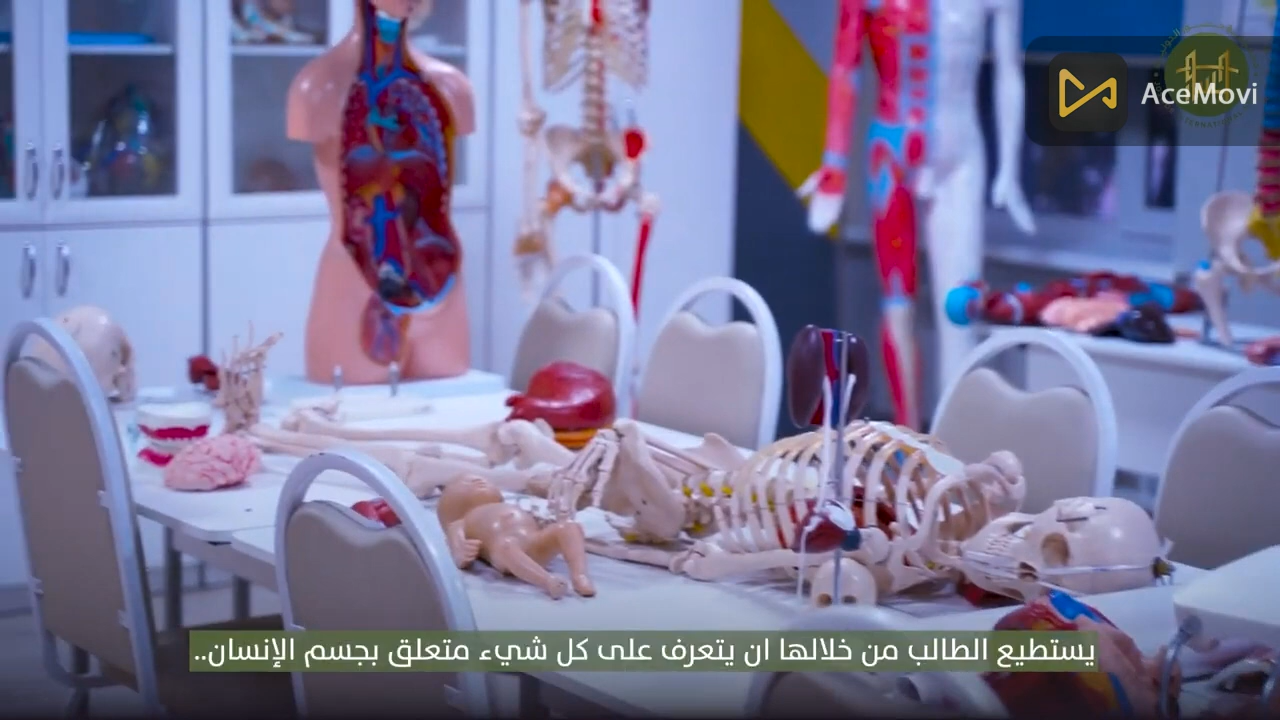 AceMovi
يستطيع الطالب من خلالها ان يتعرف على كل شيء متعلق بجسم الإنسان..